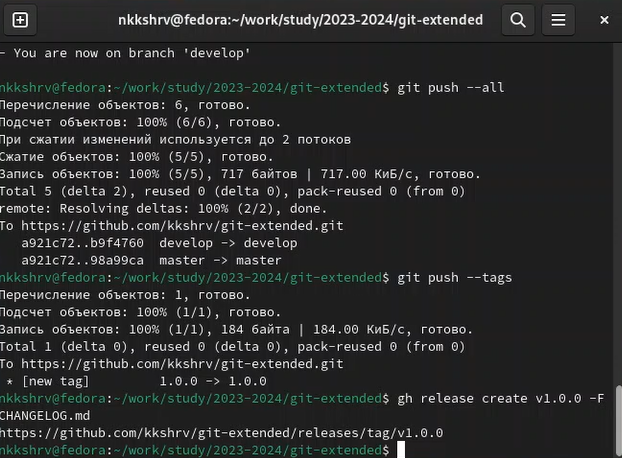 nkkshrv@fedora:~/work/study/2023-2024/git-extended
- You are now on branch 'develop'
nkkshrv@fedora:~/work/study/2023-2024/git-extended$ git push --all
Перечисление объектов: 6, готово.
Подсчет объектов: 100% (6/6), готово.
При сжатии изменений используется до 2 потоков
Сжатие объектов: 100% (5/5), готово.
Запись объектов: 100% (5/5), 717 байтов | 717.00 КиБ/с, готово.
Total 5 (delta 2), reused 0 (delta 0), pack-reused 0 (from 0)
remote: Resolving deltas: 100% (2/2), done.
To https://github.com/kkshrv/git-extended.git
a921c72..b9f4760  develop -> develop
a921c72..98a99ca  master -> master
nkkshrv@fedora:~/work/study/2023-2024/git-extended$ git push --tags
Перечисление объектов: 1, готово.
Подсчет объектов: 100% (1/1), готово.
Запись объектов: 100% (1/1), 184 байта | 184.00 КиБ/с, готово.
Total 1 (delta 0), reused 0 (delta 0), pack-reused 0 (from 0)
To https://github.com/kkshrv/git-extended.git
* [new tag]         1.0.0 -> 1.0.0
nkkshrv@fedora:~/work/study/2023-2024/git-extended$ gh release create v1.0.0 -F
CHANGELOG.md
https://github.com/kkshrv/git-extended/releases/tag/v1.0.0
nkkshrv@fedora:~/work/study/2023-2024/git-extended$